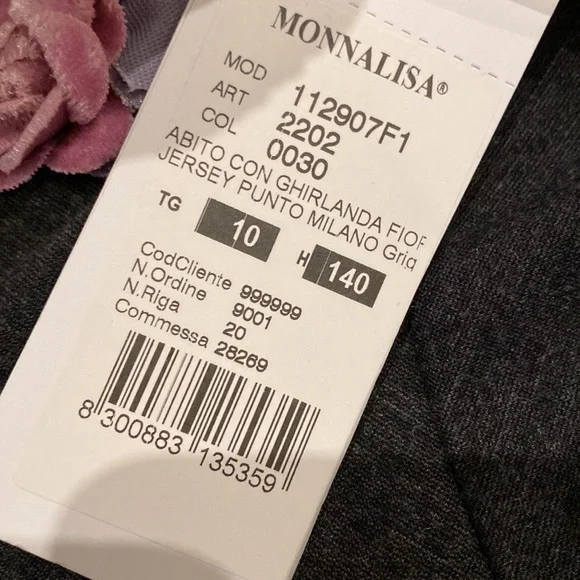 MONNALISA®
MOD 112907F1
ART 2202
COL 0030
ABITO CON GHIRLANDA FIOR
JERSEY PUNTO MILANO Grig
TG 10 H 140
CodCliente 999999
N.Ordine 9001
N.Riga 20
Commessa 28269
8 300883 135359